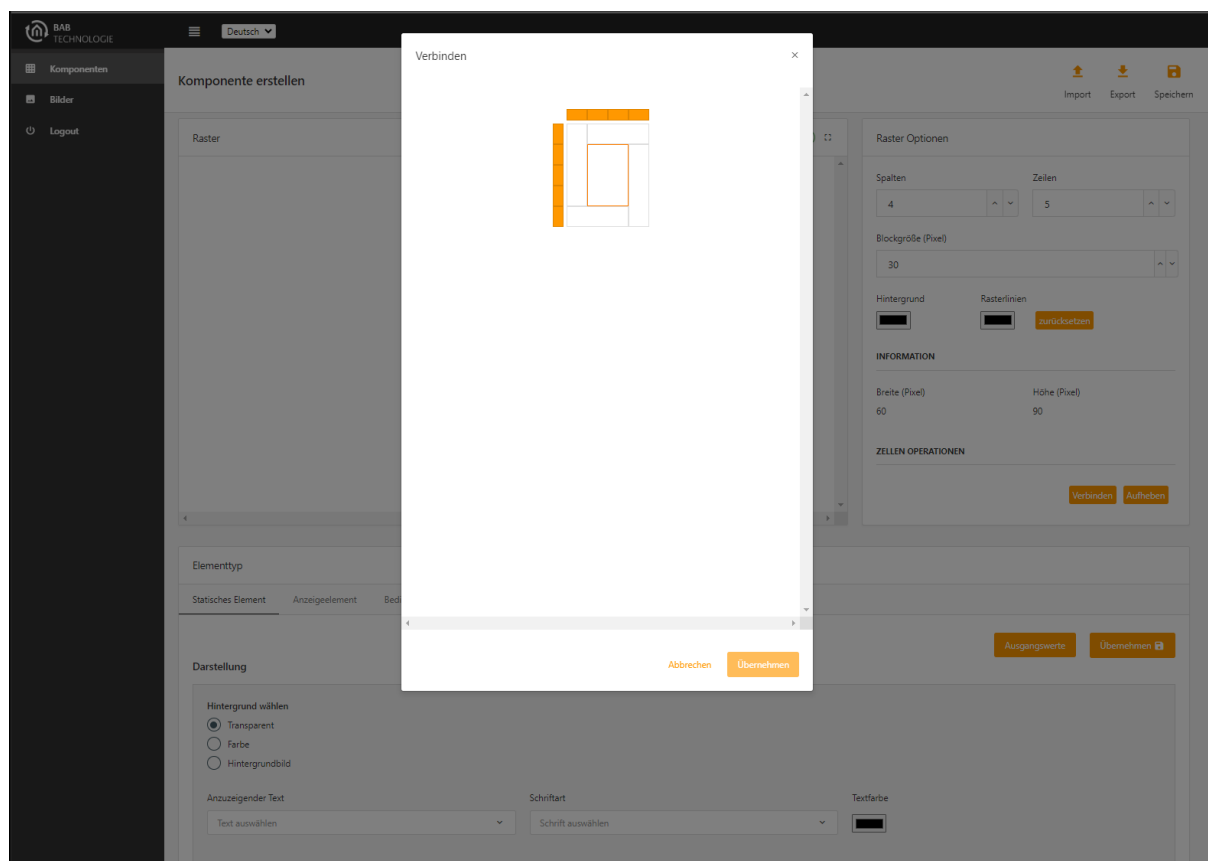 BAB
TECHNOLOGIE
Deutsch
Komponenten
Bilder
Logout
Komponente erstellen
Import
Export
Speichern
Verbinden
Raster
Raster Optionen
Spalten
Zeilen
4
5
Blockgröße (Pixel)
30
Hintergrund
Rasterlinien
zurücksetzen
INFORMATION
Breite (Pixel)
Höhe (Pixel)
60
90
ZELLEN OPERATIONEN
Verbinden
Aufheben
Elementtyp
Statisches Element
Anzeigeelement
Bedi
Ausgangswerte
Übernehmen
Abbrechen
Übernehmen
Darstellung
Hintergrund wählen
Transparent
Farbe
Hintergrundbild
Anzuzeigender Text
Schriftart
Textfarbe
Text auswählen
Schrift auswählen